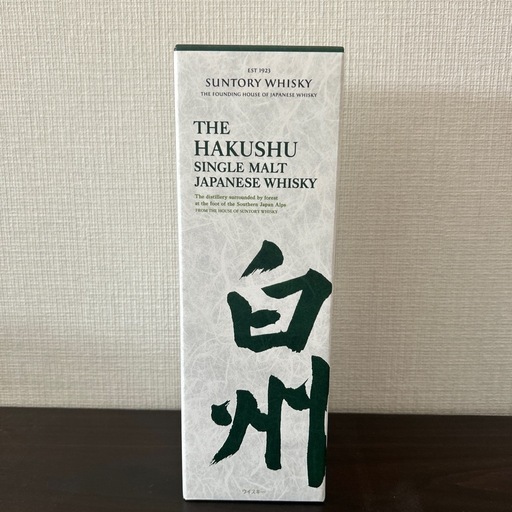 EST 1923
SUNTORY WHISKY
THE FOUNDING HOUSE OF JAPANESE WHISKY
THE
HAKUSHU
SINGLE MALT
JAPANESE WHISKY
The distillery surrounded by forest
at the foot of the Southern Japan Alps
FROM THE HOUSE OF SUNTORY WHISKY
白州
ウイスキー